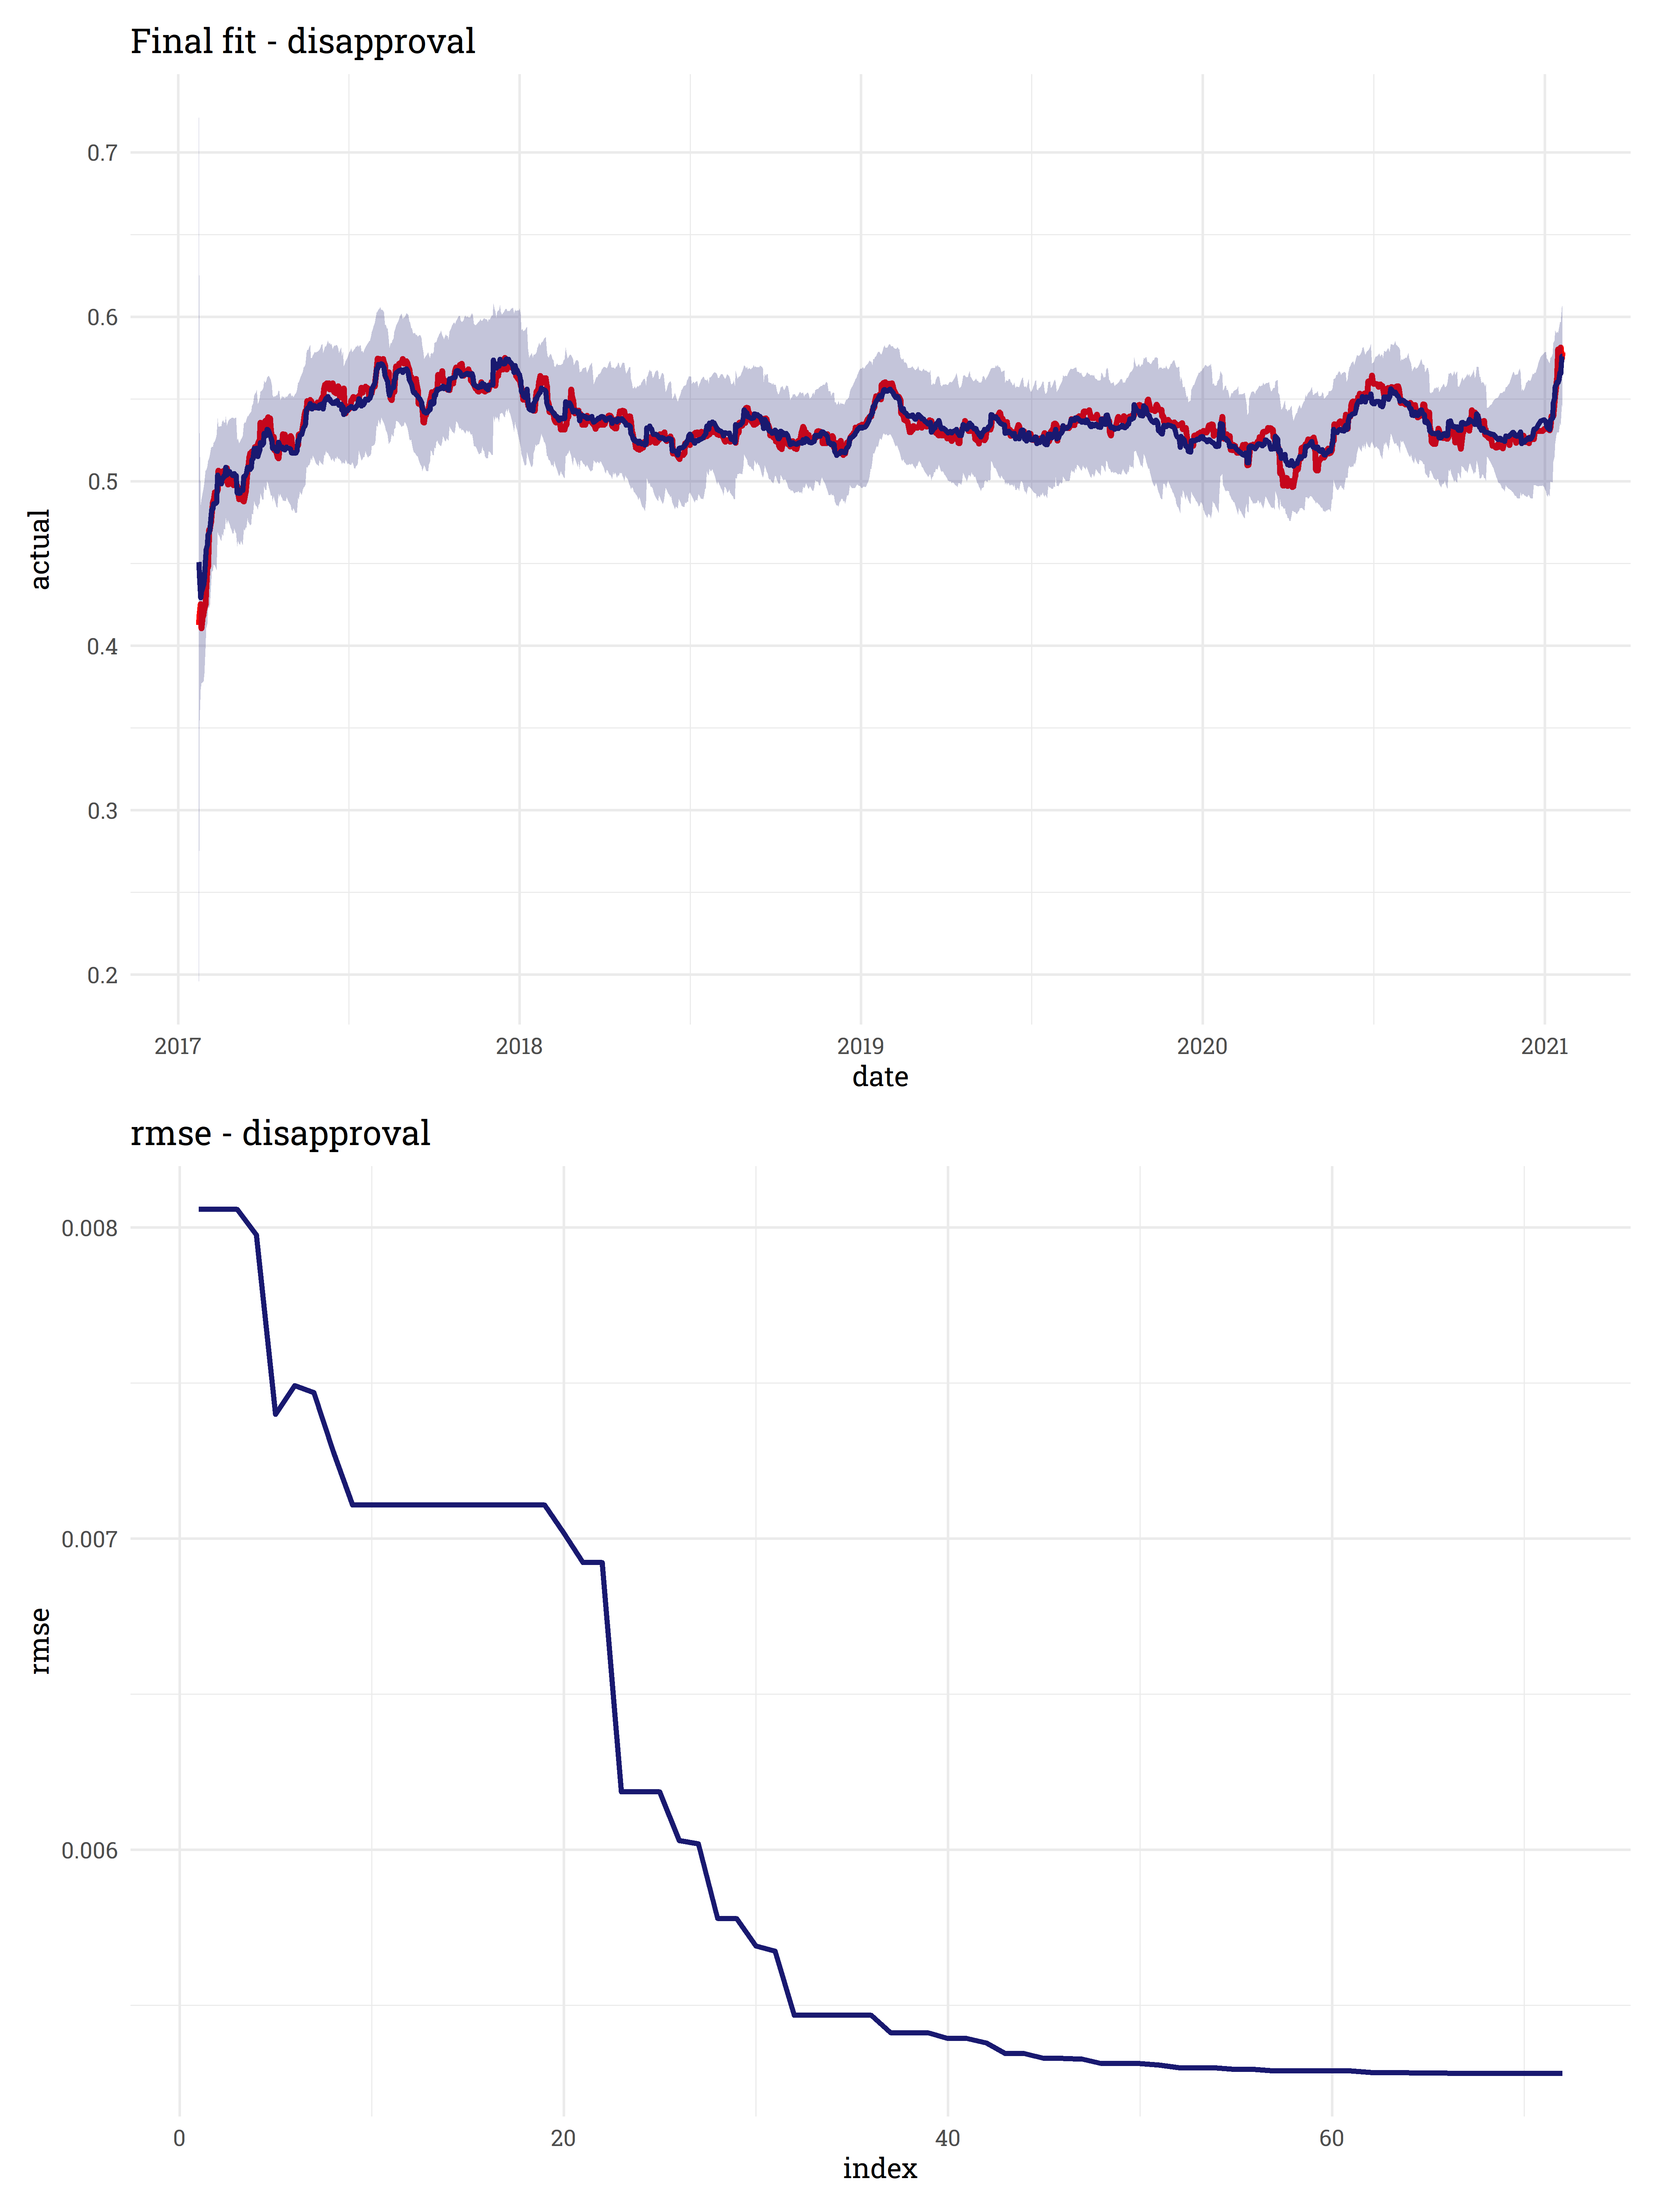 Final fit - disapproval
0.7
0.6
0.5
0.4
0.3
0.2
actual
2017 2018 2019 2020 2021
date
rmse - disapproval
0.008
0.007
0.006
rmse
0 20 40 60
index